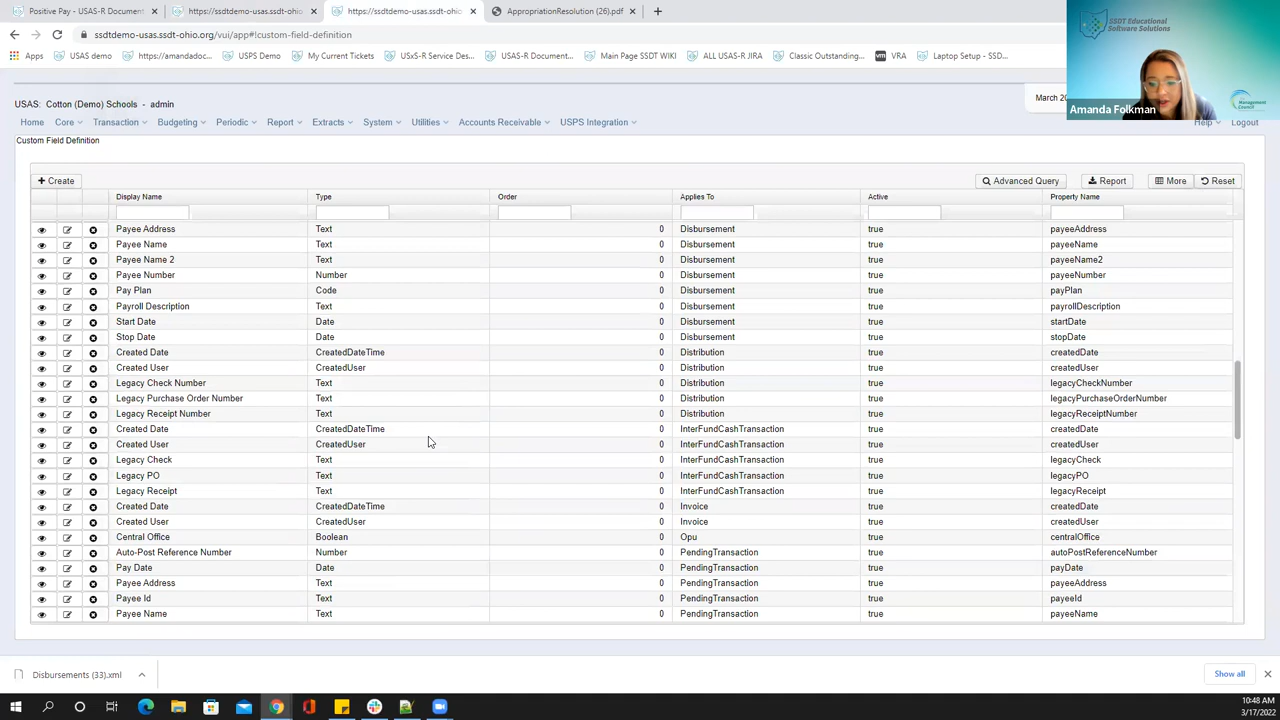 Positive Pay - USAS-R Document
https://ssdtdemo-usas.ssdt-ohio
https://ssdtdemo-usas.ssdt-ohio
AppropriationResolution (26).pdf
ssdtdemo-usas.ssdt-ohio.org/vui/app#!custom-field-definition
Apps USAS demo https://amandadoc... USPS Demo My Current Tickets USxS-R Service Des... USAS-R Document... Main Page SSDT WIKI ALL USAS-R JIRA Classic Outstanding... VRA Laptop Setup - SSD...
SSDT Educational
Software Solutions
Management
Council
Amanda Folkman
USAS: Cotton (Demo) Schools - admin
March 20
Home Core Transaction Budgeting Periodic Report Extracts System Utilities Accounts Receivable USPS Integration Help Logout
Custom Field Definition
Create Advanced Query Report More Reset
Display Name Type Order Applies To Active Property Name
Payee Address Text 0 Disbursement true payeeAddress
Payee Name Text 0 Disbursement true payeeName
Payee Name 2 Text 0 Disbursement true payeeName2
Payee Number Number 0 Disbursement true payeeNumber
Pay Plan Code 0 Disbursement true payPlan
Payroll Description Text 0 Disbursement true payrollDescription
Start Date Date 0 Disbursement true startDate
Stop Date Date 0 Disbursement true stopDate
Created Date CreatedDateTime 0 Distribution true createdDate
Created User CreatedUser 0 Distribution true createdUser
Legacy Check Number Text 0 Distribution true legacyCheckNumber
Legacy Purchase Order Number Text 0 Distribution true legacyPurchaseOrderNumber
Legacy Receipt Number Text 0 Distribution true legacyReceiptNumber
Created Date CreatedDateTime 0 InterFundCashTransaction true createdDate
Created User CreatedUser 0 InterFundCashTransaction true createdUser
Legacy Check Text 0 InterFundCashTransaction true legacyCheck
Legacy PO Text 0 InterFundCashTransaction true legacyPO
Legacy Receipt Text 0 InterFundCashTransaction true legacyReceipt
Created Date CreatedDateTime 0 Invoice true createdDate
Created User CreatedUser 0 Invoice true createdUser
Central Office Boolean 0 Opu true centralOffice
Auto-Post Reference Number Number 0 PendingTransaction true autoPostReferenceNumber
Pay Date Date 0 PendingTransaction true payDate
Payee Address Text 0 PendingTransaction true payeeAddress
Payee Id Text 0 PendingTransaction true payeeId
Payee Name Text 0 PendingTransaction true payeeName
Disbursements (33).xml
Show all
10:48 AM
3/17/2022